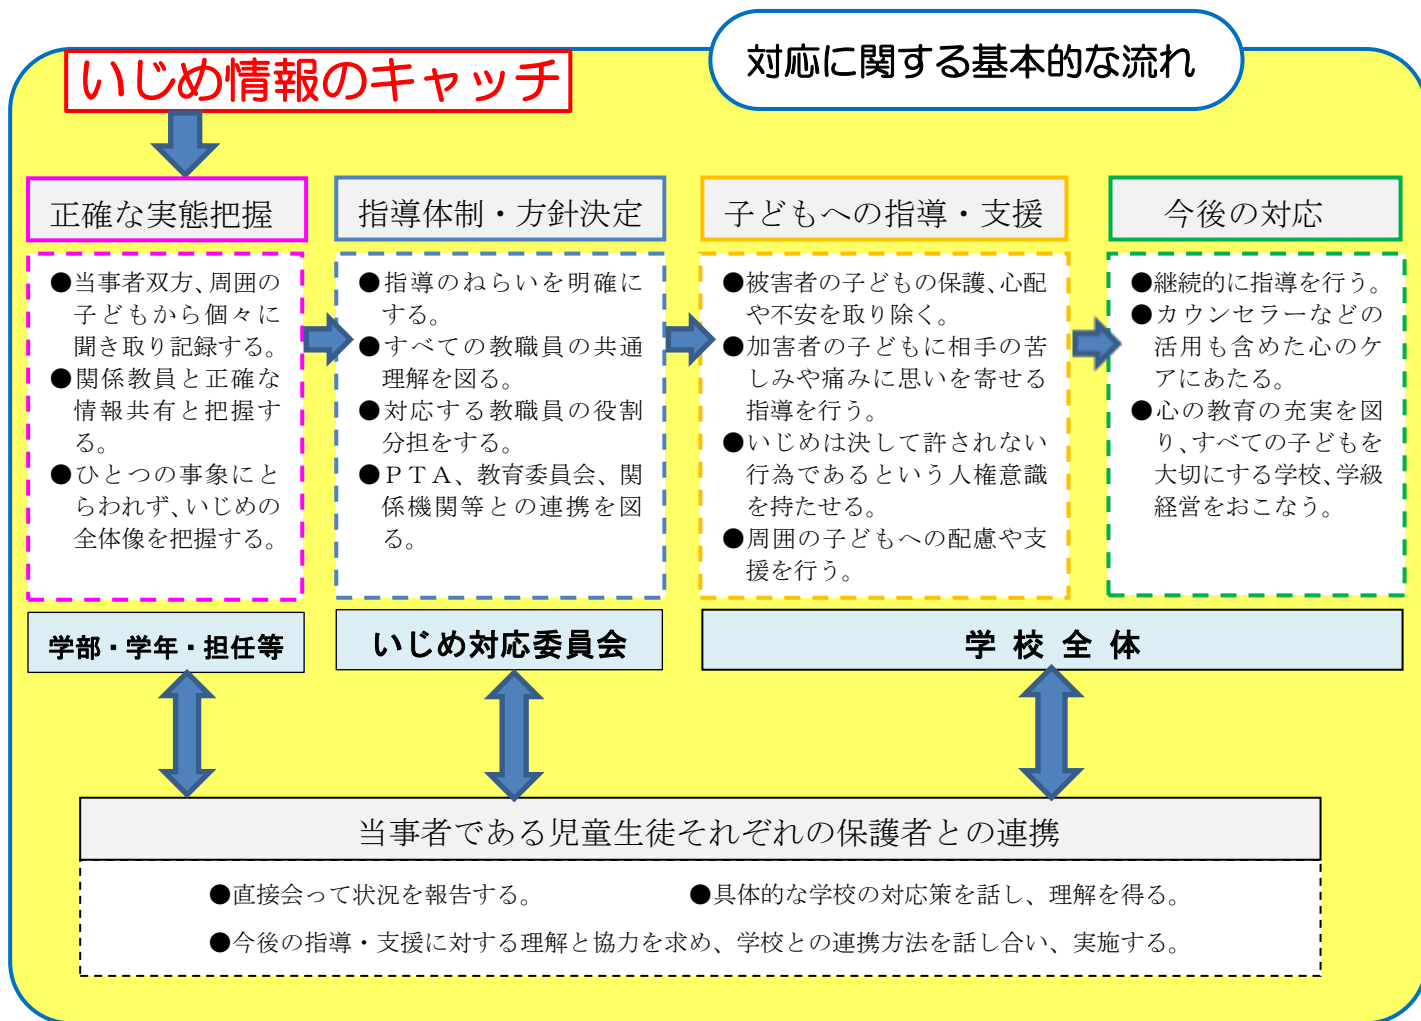 対応に関する基本的な流れ
いじめ情報のキャッチ
正確な実態把握
●当事者双方、周囲の
子どもから個々に
聞き取り記録する。
●関係教員と正確な
情報共有と把握す
る。
●ひとつの事象にと
らわれず、いじめの
全体像を把握する。
学部・学年・担任等
指導体制・方針決定
●指導のねらいを明確に
する。
●すべての教職員の共通
理解を図る。
●対応する教職員の役割
分担をする。
●ＰＴＡ、教育委員会、関
係機関等との連携を図
る。
いじめ対応委員会
子どもへの指導・支援
●被害者の子どもの保護、心配
や不安を取り除く。
●加害者の子どもに相手の苦
しみや痛みに思いを寄せる
指導を行う。
●いじめは決して許されない
行為であるという人権意識
を持たせる。
●周囲の子どもへの配慮や支
援を行う。
今後の対応
●継続的に指導を行う。
●カウンセラーなどの
活用も含めた心のケ
アにあたる。
●心の教育の充実を図
り、すべての子どもを
大切にする学校、学級
経営をおこなう。
学 校 全 体
当事者である児童生徒それぞれの保護者との連携
●直接会って状況を報告する。 ●具体的な学校の対応策を話し、理解を得る。
●今後の指導・支援に対する理解と協力を求め、学校との連携方法を話し合い、実施する。